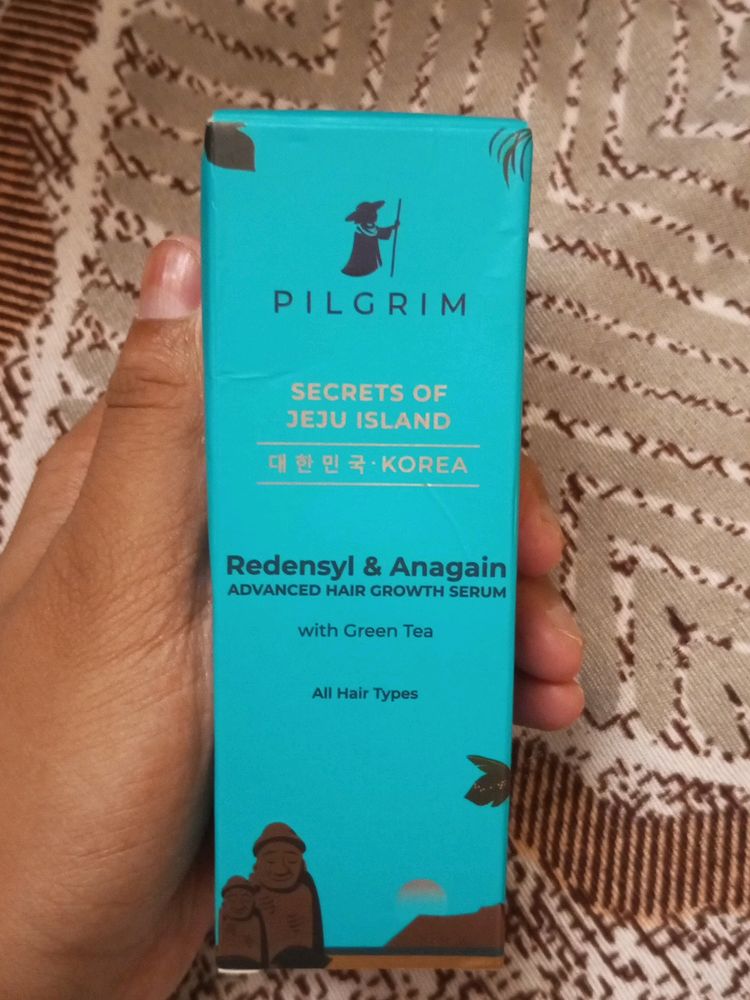 PILGRIM
SECRETS OF
JEJU ISLAND
대한민국·KOREA
Redensyl & Anagain
ADVANCED HAIR GROWTH SERUM
with Green Tea
All Hair Types